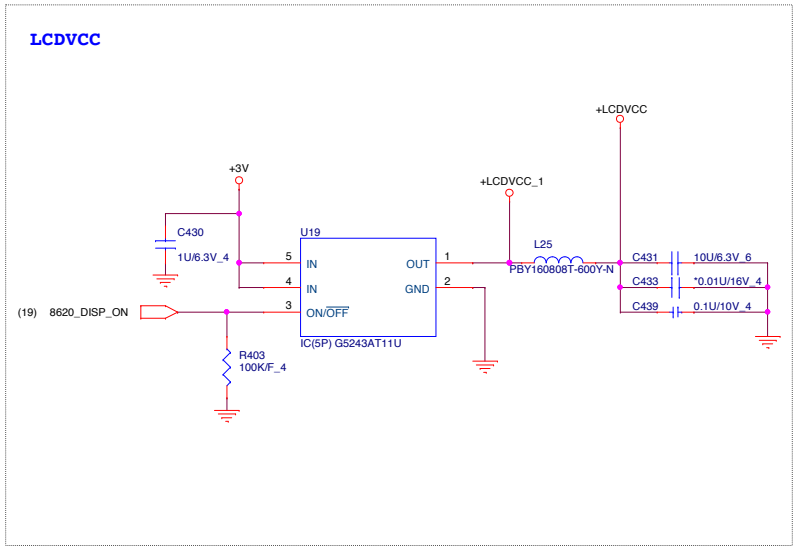 LCDVCC
+LCDVCC
+3V
+LCDVCC_1
C430
1U/6.3V_4
U19
5
IN
4
IN
3
ON/OFF
OUT
1
GND
2
IC(5P) G5243AT11U
L25
PBY160808T-600Y-N
C431
10U/6.3V_6
C433
*0.01U/16V_4
C439
0.1U/10V_4
(19) 8620_DISP_ON
R403
100K/F_4